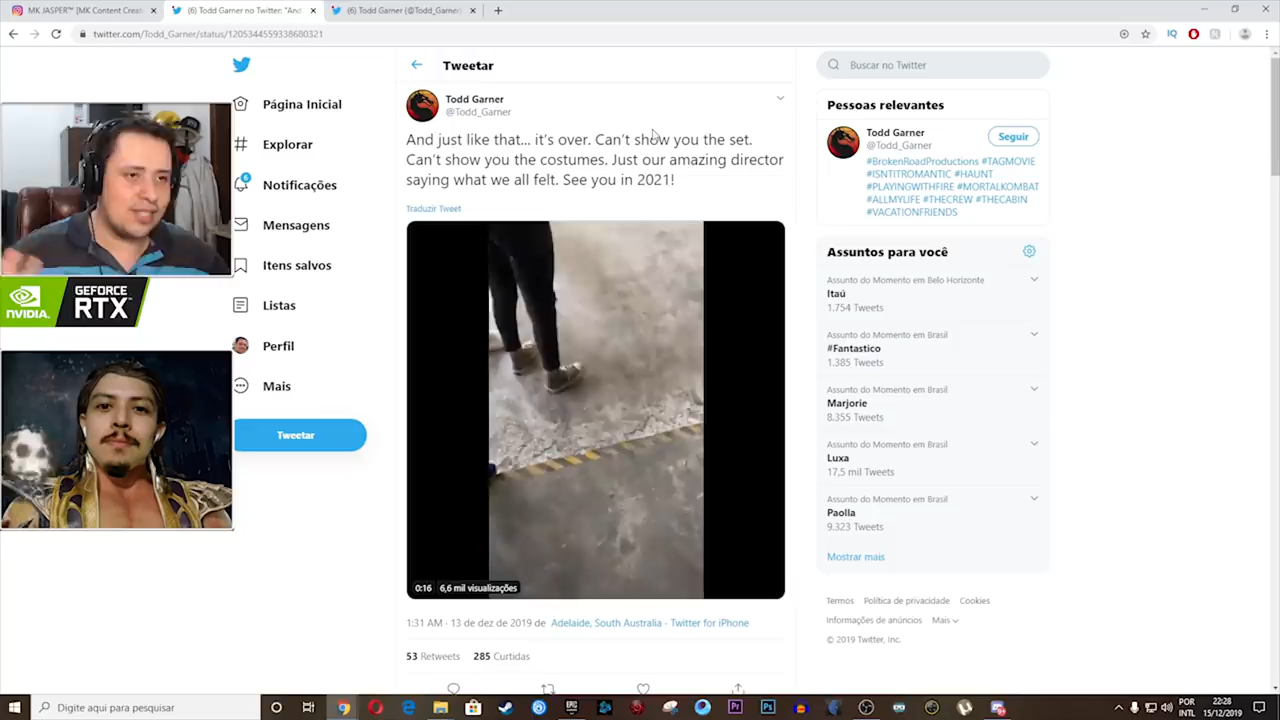 MK JASPER™ [MK Content Creat
(6) Todd Garner no Twitter: "And
(6) Todd Garner (@Todd_Garner)
twitter.com/Todd_Garner/status/1205344559338680321
Página Inicial
Explorar
6
Notificações
Mensagens
Itens salvos
Listas
Perfil
Mais
Tweetar
NVIDIA.
GEFORCE
RTX
Tweetar
Todd Garner
@Todd_Garner
And just like that... it's over. Can't show you the set.
Can't show you the costumes. Just our amazing director
saying what we all felt. See you in 2021!
Traduzir Tweet
0:16
6,6 mil visualizações
1:31 AM · 13 de dez de 2019 de Adelaide, South Australia · Twitter for iPhone
53 Retweets 285 Curtidas
Buscar no Twitter
Pessoas relevantes
Todd Garner
@Todd_Garner
Seguir
#BrokenRoadProductions #TAGMOVIE
#ISNTITROMANTIC #HAUNT
#PLAYINGWITHFIRE #MORTALKOMBAT
#ALLMYLIFE #THECREW #THECABIN
#VACATIONFRIENDS
Assuntos para você
Assunto do Momento em Belo Horizonte
Itaú
1.754 Tweets
Assunto do Momento em Brasil
#Fantastico
1.385 Tweets
Assunto do Momento em Brasil
Marjorie
8.355 Tweets
Assunto do Momento em Brasil
Luxa
17,5 mil Tweets
Assunto do Momento em Brasil
Paolla
9.323 Tweets
Mostrar mais
Termos Política de privacidade Cookies
Informações de anúncios Mais
© 2019 Twitter, Inc.
Digite aqui para pesquisar
EPIC
Pr
Ps
POR
INTL
22:28
15/12/2019